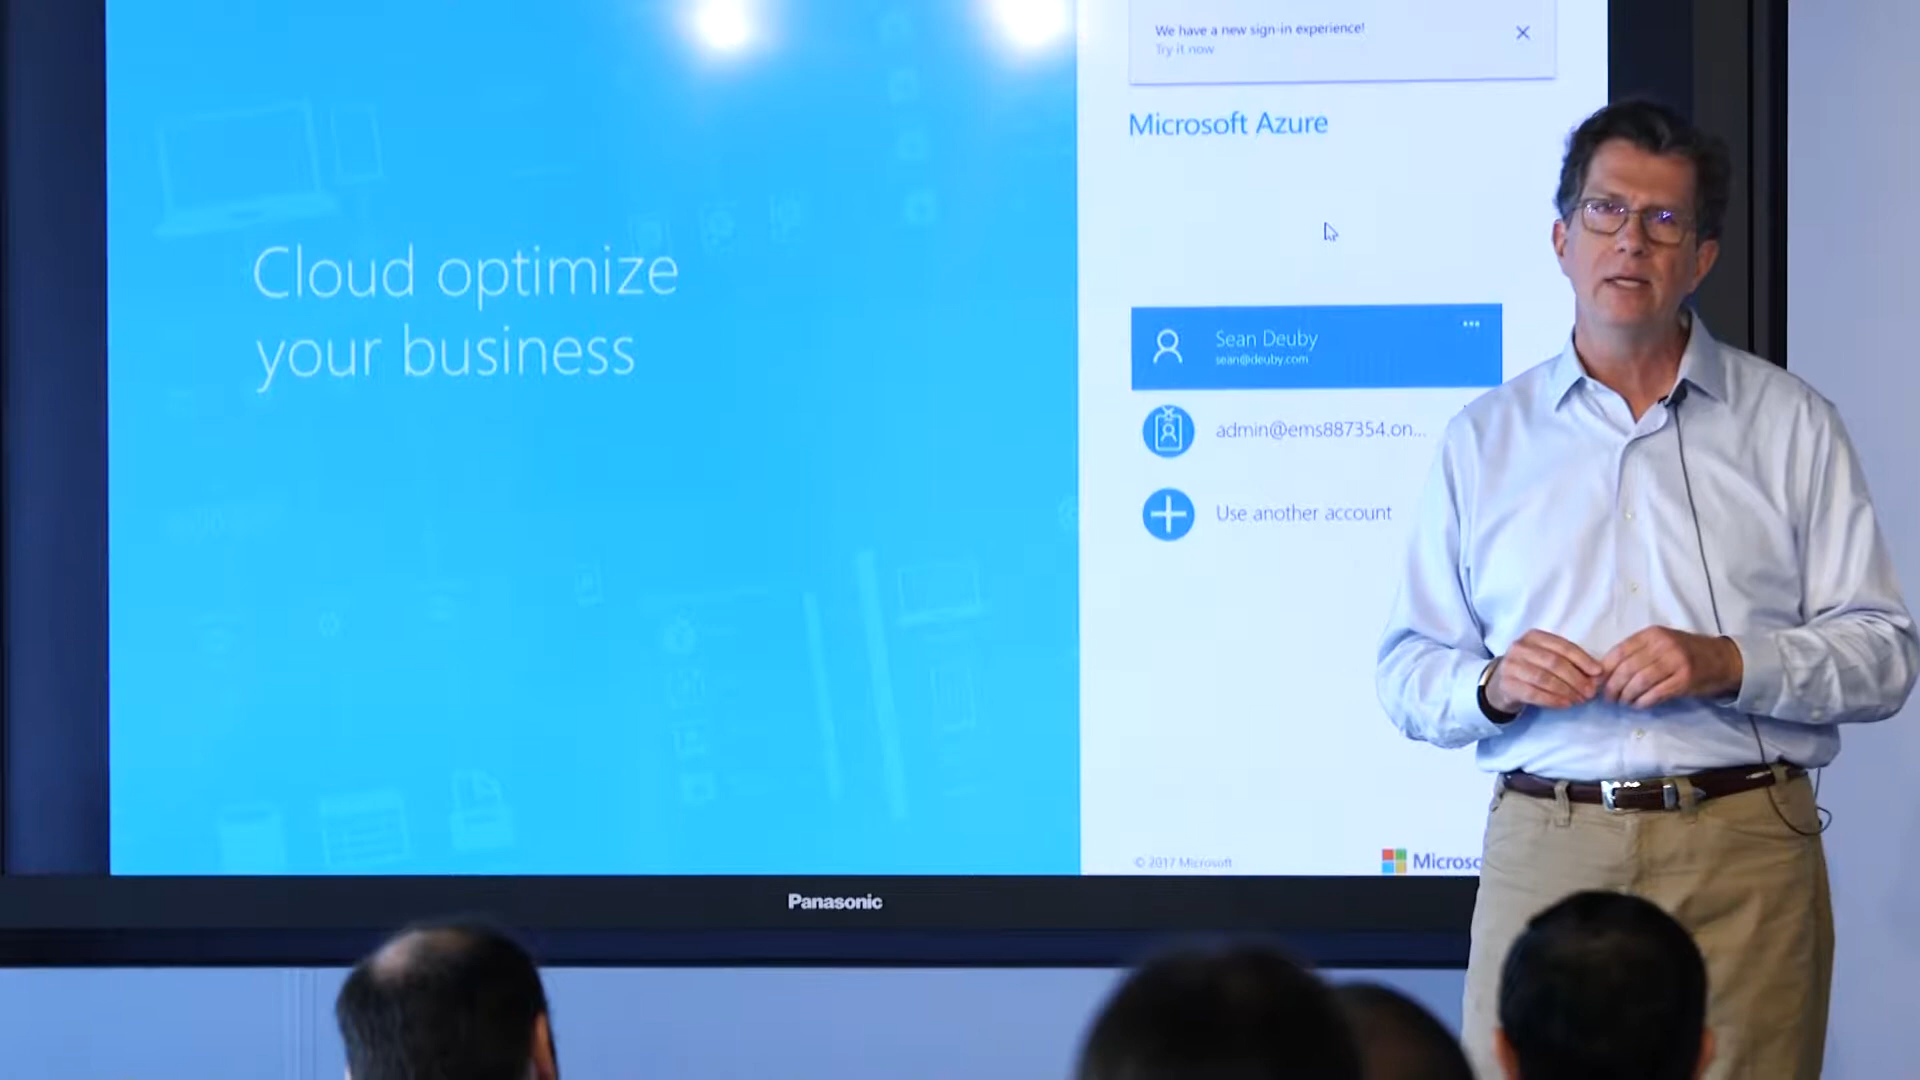 Cloud optimize
your business
We have a new sign-in experience!
Try it now
Microsoft Azure
Sean Deuby
sean@deuby.com
admin@ems887354.on...
Use another account
© 2017 Microsoft
Microsc
Panasonic